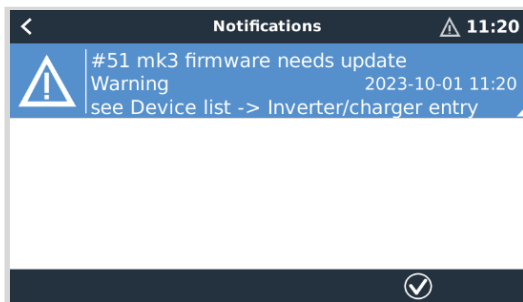 Notifications
11:20
#51 mk3 firmware needs update
Warning 2023-10-01 11:20
see Device list -> Inverter/charger entry